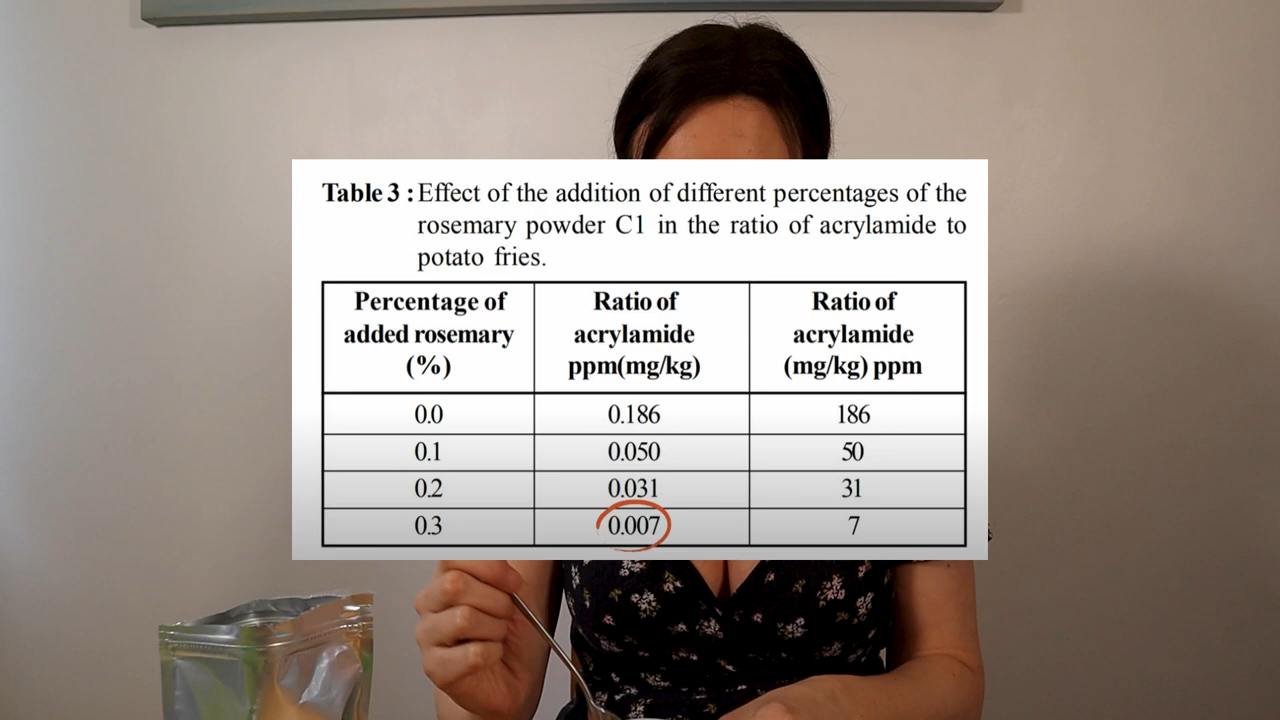 Table 3 : Effect of the addition of different percentages of the
rosemary powder C1 in the ratio of acrylamide to
potato fries.
Percentage of added rosemary (%) Ratio of acrylamide ppm(mg/kg) Ratio of acrylamide (mg/kg) ppm
0.0 0.186 186
0.1 0.050 50
0.2 0.031 31
0.3 0.007 7